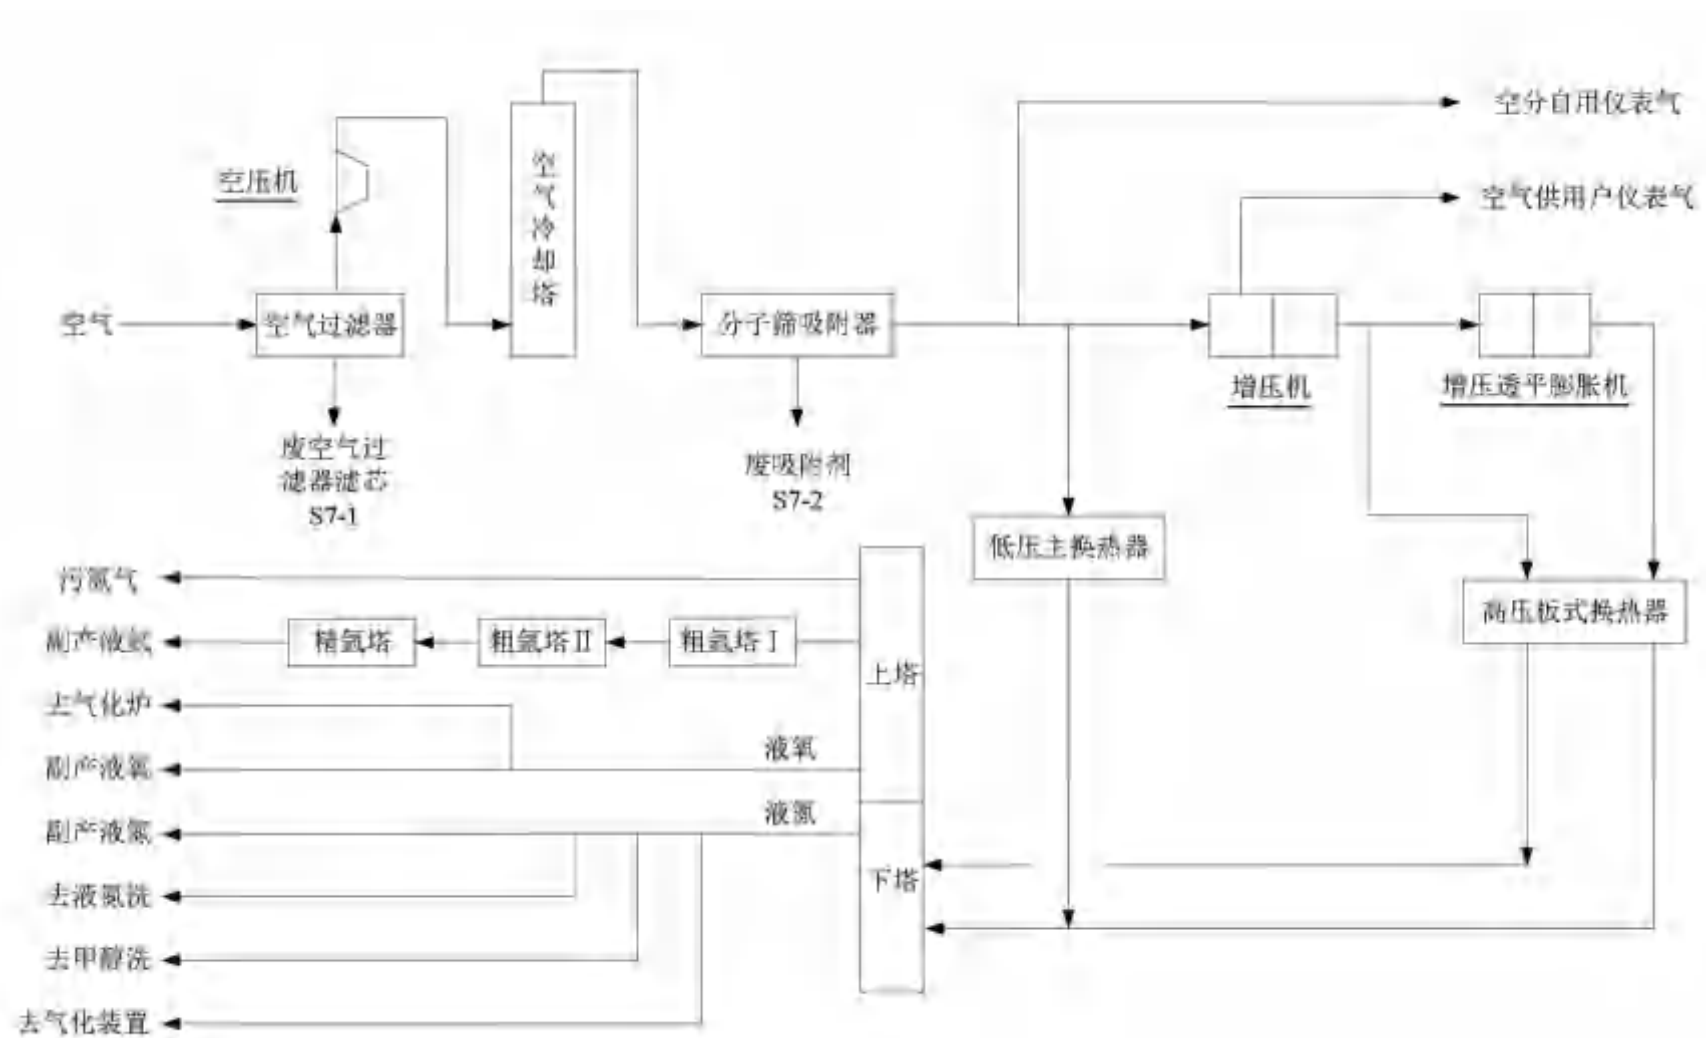 空分自用仪表气
空压机
空气冷却塔
空气供用户仪表气
空气
空气过滤器
分子筛吸附器
增压机
增压透平膨胀机
废空气过
滤器滤芯
S7-1
废吸附剂
S7-2
低压主换热器
高压板式换热器
污氮气
副产液氩
精氩塔
粗氩塔II
粗氩塔I
上塔
去气化炉
液氧
副产液氧
液氮
副产液氮
下塔
去液氮洗
去甲醇洗
去气化装置